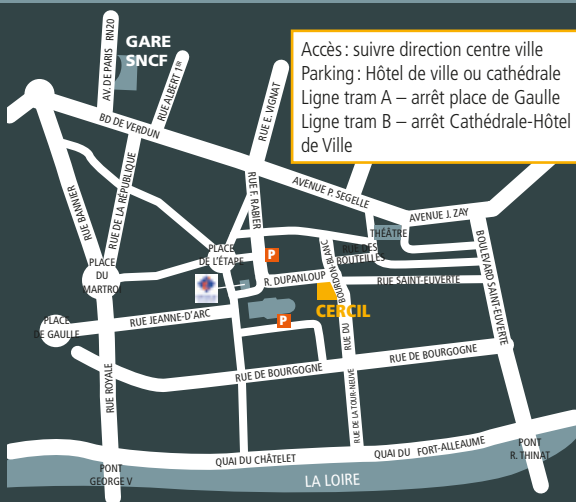 Accès : suivre direction centre ville
Parking : Hôtel de ville ou cathédrale
Ligne tram A – arrêt place de Gaulle
Ligne tram B – arrêt Cathédrale-Hôtel
de Ville
GARE
SNCF
AV. DE PARIS RN20
RUE ALBERT 1ER
BD DE VERDUN
RUE E. VIGNAT
AVENUE P. SEGELLE
AVENUE J. ZAY
RUE BANNIER
RUE DE LA RÉPUBLIQUE
RUE F. RABIER
THÉÂTRE
PLACE
DE L'ÉTAPE
P
RUE DES
BOUTEILLES
BOULEVARD SAINT-EUVERTE
PLACE
DU
MARTROI
R. DUPANLOUP
RUE DU BOURDON BLANC
RUE SAINT-EUVERTE
CERCIL
P
PLACE
DE GAULLE
RUE JEANNE-D'ARC
RUE DE BOURGOGNE
RUE DE BOURGOGNE
RUE ROYALE
RUE DE LA TOUR-NEUVE
QUAI DU CHÂTELET
QUAI DU FORT-ALLEAUME
PONT
R. THINAT
PONT
GEORGE V
LA LOIRE